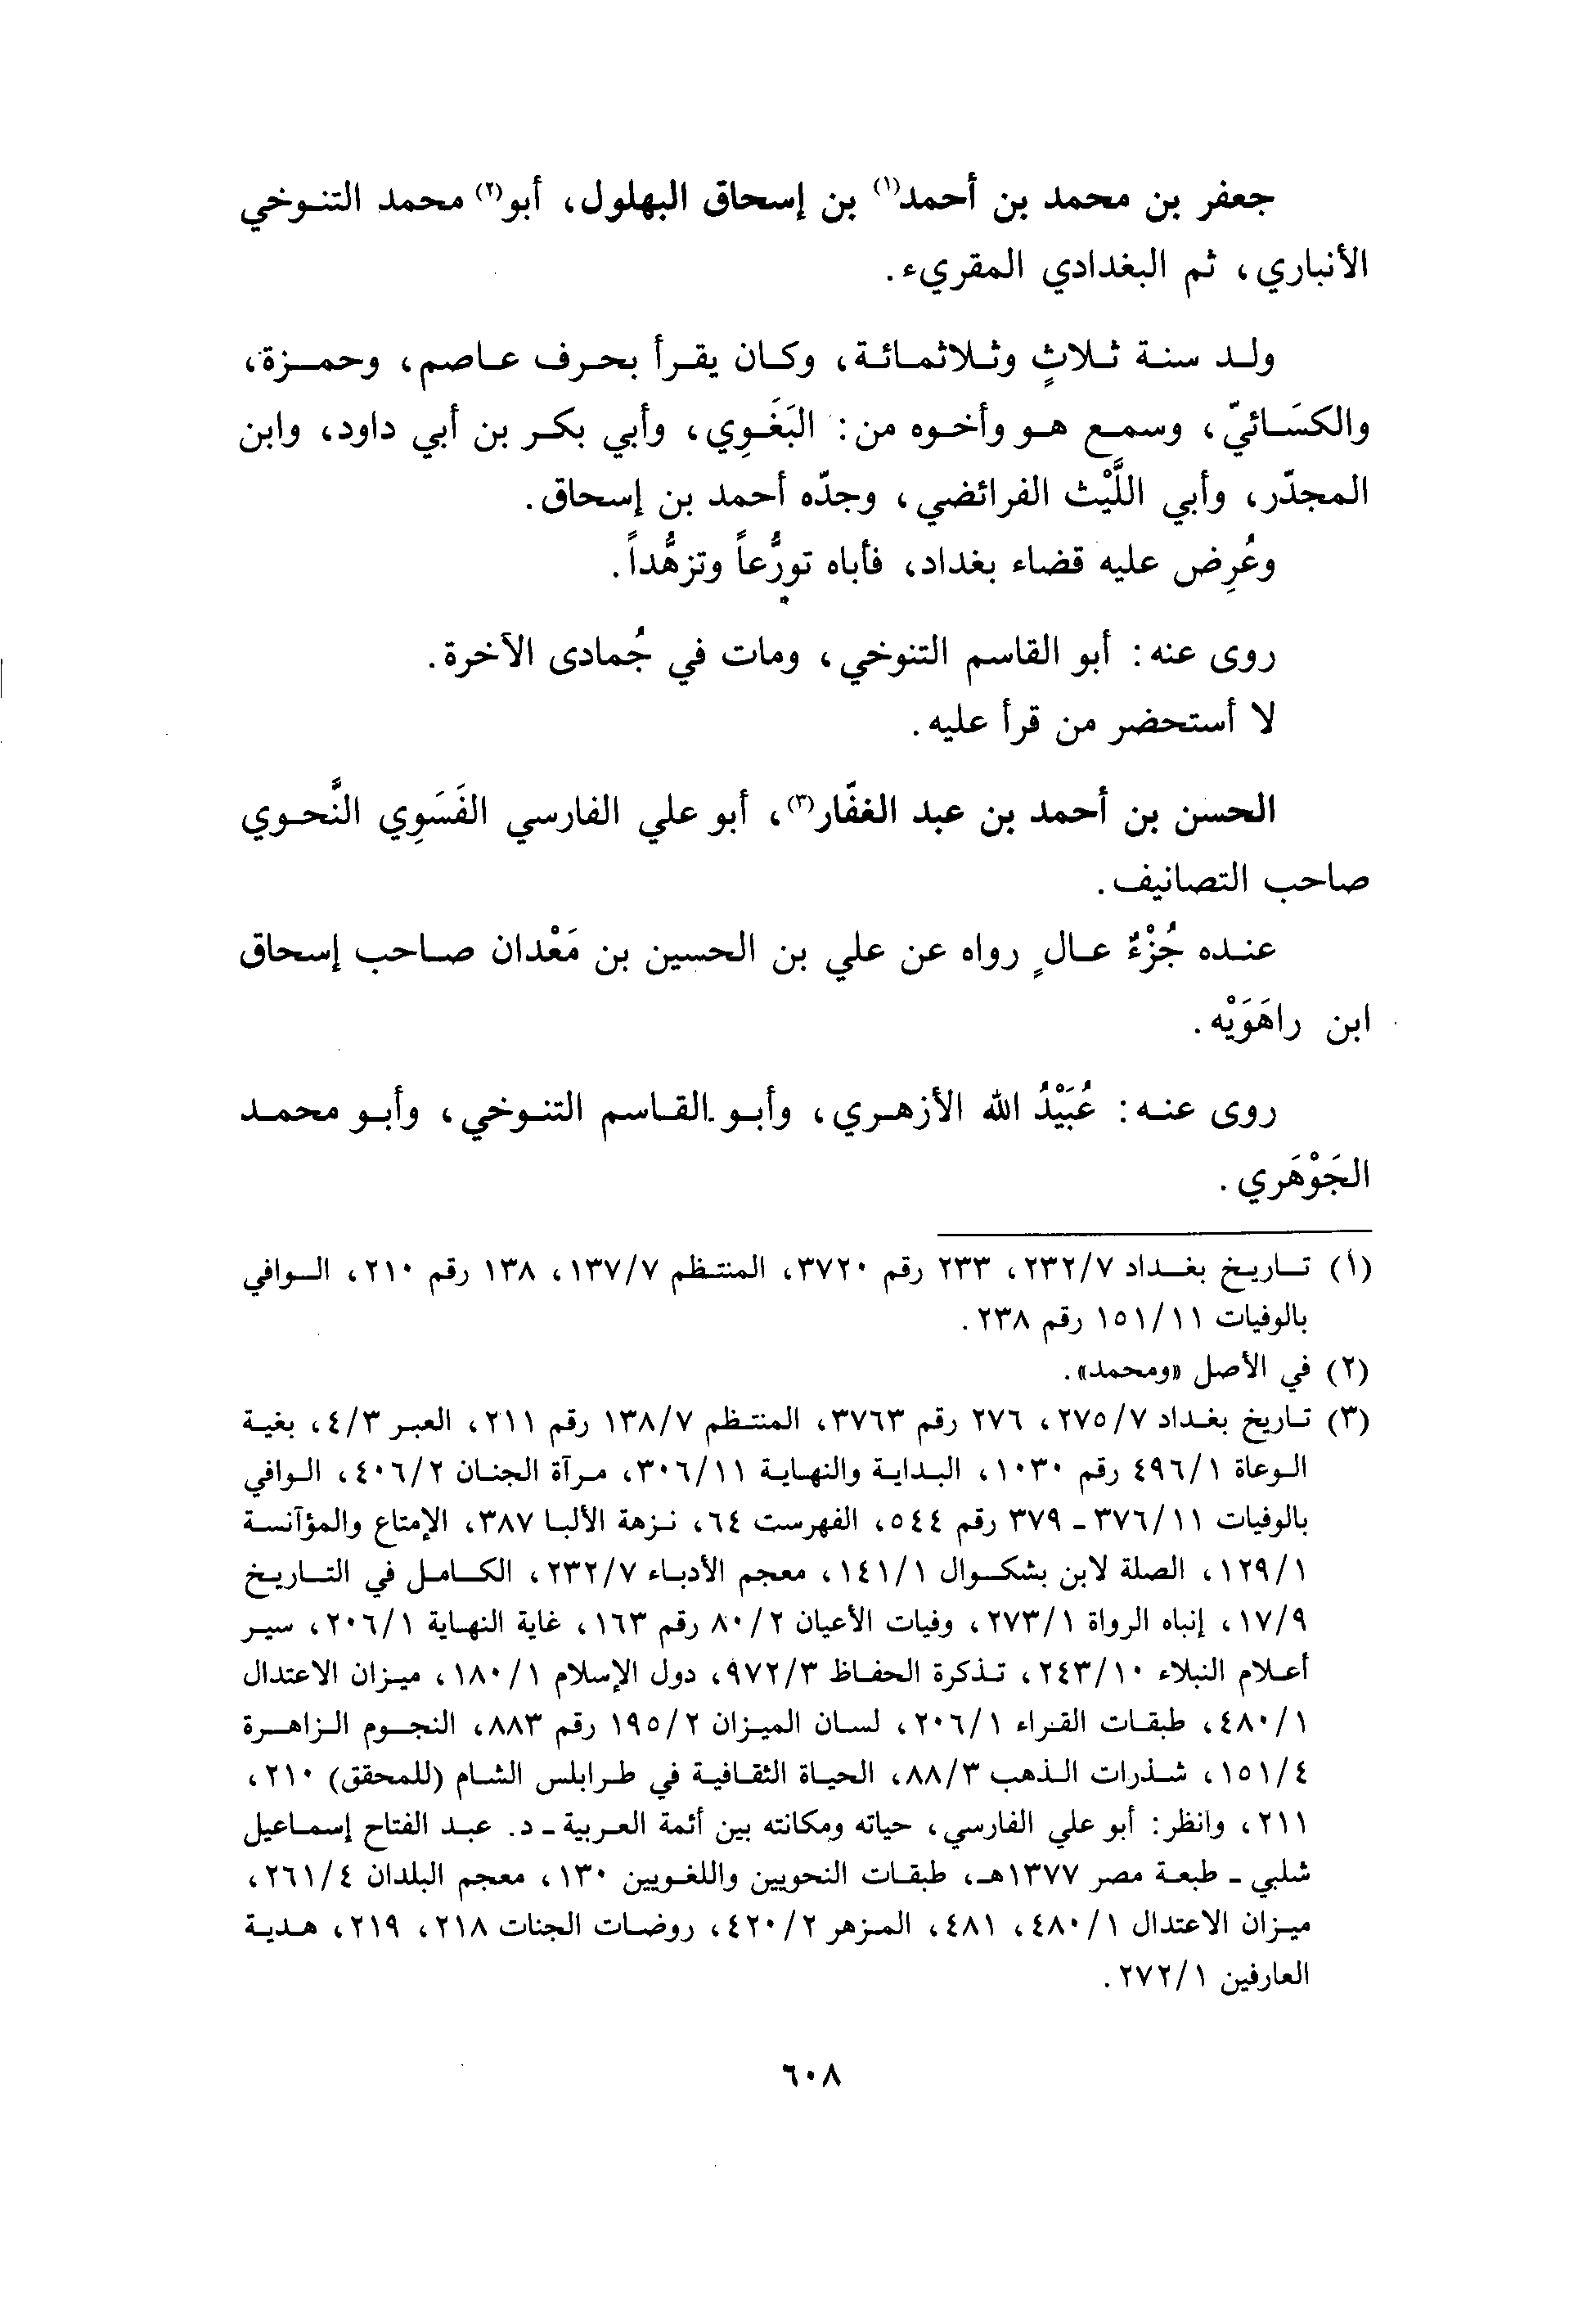 جعفر بن محمد بن أحمد(١) بن إسحاق البهلول، أبو(٢) محمد التنوخي
الأنباري، ثم البغدادي المقريء.
ولد سنة ثلاثٍ وثلاثمائة، وكان يقرأ بحرف عاصم، وحمزة،
والكسَائيّ، وسمع هو وأخوه من: البَغَوِي، وأبي بكر بن أبي داود، وابن
المجدّر، وأبي اللَّيْث الفرائضي، وجدّه أحمد بن إسحاق.
وعُرِض عليه قضاء بغداد، فأباه تورُّعاً وتزهُّداً.
روى عنه: أبو القاسم التنوخي، ومات في جُمادى الآخرة.
لا أستحضر من قرأ عليه.
الحسن بن أحمد بن عبد الغفّار(٣)، أبو علي الفارسي الفَسَوِي النَّحوي
صاحب التصانيف.
عنده جُزْءٌ عالٍ رواه عن علي بن الحسين بن مَعْدان صاحب إسحاق
ابن راهَوَيْه.
روى عنه: عُبَيْدُ الله الأزهري، وأبو القاسم التنوخي، وأبو محمد
الجَوْهَري.
(١) تاريخ بغداد ٢٣٢/٧، ٢٣٣ رقم ٣٧٢٠، المنتظم ١٣٧/٧، ١٣٨ رقم ٢١٠، الوافي
بالوفيات ١٥١/١١ رقم ٢٣٨.
(٢) في الأصل «ومحمد».
(٣) تاريخ بغداد ٢٧٥/٧، ٢٧٦ رقم ٣٧٦٣، المنتظم ١٣٨/٧ رقم ٢١١، العبر ٤/٣، بغية
الوعاة ٤٩٦/١ رقم ١٠٣٠، البداية والنهاية ٣٠٦/١١، مرآة الجنان ٤٠٦/٢، الوافي
بالوفيات ٣٧٦/١١ - ٣٧٩ رقم ٥٤٤، الفهرست ٦٤، نزهة الألبا ٣٨٧، الإمتاع والمؤآنسة
١٢٩/١، الصلة لابن بشكوال ١٤١/١، معجم الأدباء ٢٣٢/٧، الكامل في التاريخ
١٧/٩، إنباه الرواة ٢٧٣/١، وفيات الأعيان ٨٠/٢ رقم ١٦٣، غاية النهاية ٢٠٦/١، سير
أعلام النبلاء ٢٤٣/١٠، تذكرة الحفاظ ٩٧٢/٣، دول الإسلام ١٨٠/١، ميزان الاعتدال
٤٨٠/١، طبقات القراء ٢٠٦/١، لسان الميزان ١٩٥/٢ رقم ٨٨٣، النجوم الزاهرة
١٥١/٤، شذرات الذهب ٨٨/٣، الحياة الثقافية في طرابلس الشام (للمحقق) ٢١٠،
٢١١، وانظر: أبو علي الفارسي، حياته ومكانته بين أئمة العربية - د. عبد الفتاح إسماعيل
شلبي - طبعة مصر ١٣٧٧هـ، طبقات النحويين واللغويين ١٣٠، معجم البلدان ٢٦١/٤،
ميزان الاعتدال ٤٨٠/١، ٤٨١، المزهر ٤٢٠/٢، روضات الجنات ٢١٨، ٢١٩، هدية
العارفين ٢٧٢/١.
٦٠٨